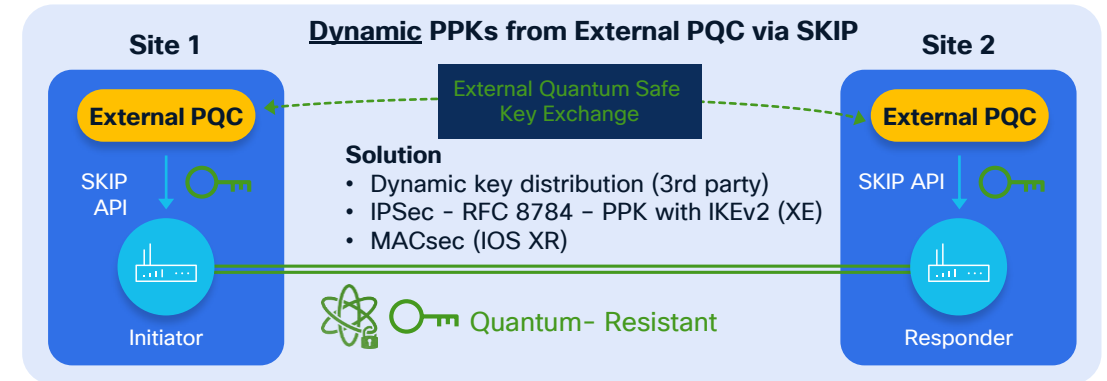 Dynamic PPKs from External PQC via SKIP
Site 1
Site 2
External PQC
External Quantum Safe
Key Exchange
External PQC
SKIP
API
SKIP API
Solution
• Dynamic key distribution (3rd party)
• IPSec - RFC 8784 – PPK with IKEv2 (XE)
• MACsec (IOS XR)
Initiator
Quantum- Resistant
Responder